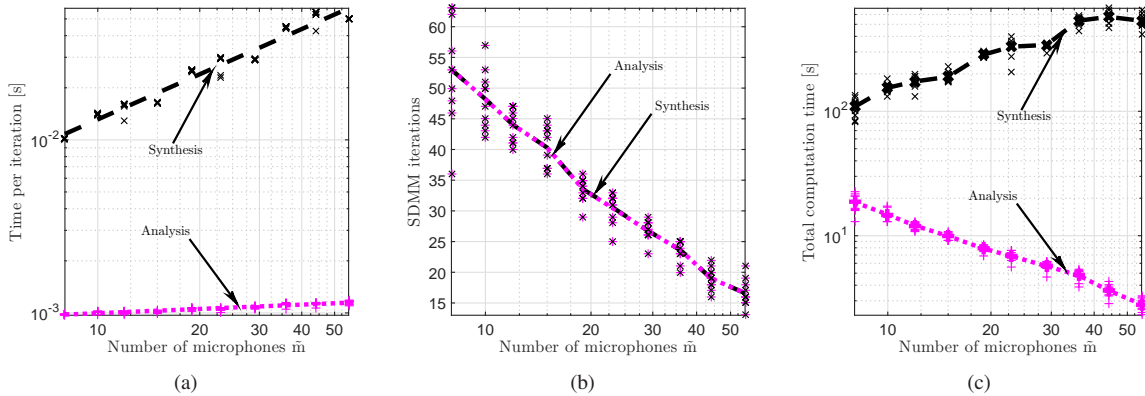 Time per iteration [s]
10^-2
10^-3
Synthesis
Analysis
10
20
30
40
50
Number of microphones m̃
(a)
SDMM iterations
60
55
50
45
40
35
30
25
20
15
Analysis
Synthesis
10
20
30
40
50
Number of microphones m̃
(b)
Total computation time [s]
10^2
10^1
Synthesis
Analysis
10
20
30
40
50
Number of microphones m̃
(c)